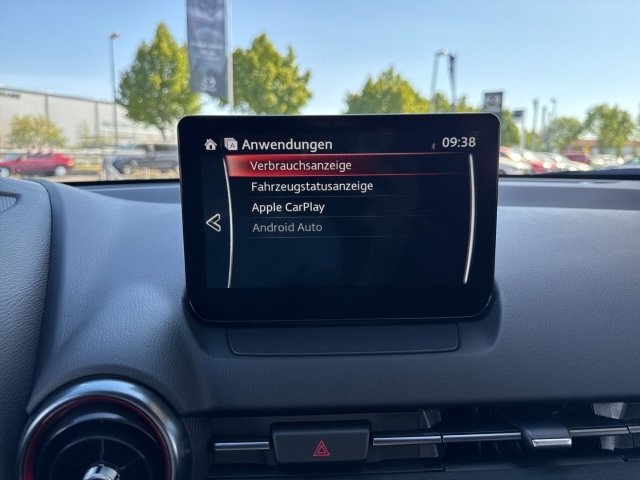 Anwendungen 09:38
Verbrauchsanzeige
Fahrzeugstatusanzeige
Apple CarPlay
Android Auto